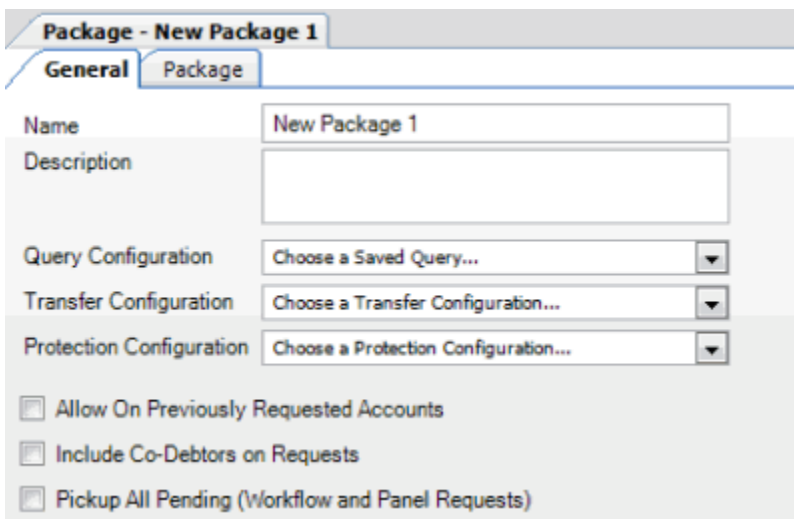 Package - New Package 1
General Package
Name New Package 1
Description
Query Configuration Choose a Saved Query...
Transfer Configuration Choose a Transfer Configuration...
Protection Configuration Choose a Protection Configuration...
Allow On Previously Requested Accounts
Include Co-Debtors on Requests
Pickup All Pending (Workflow and Panel Requests)